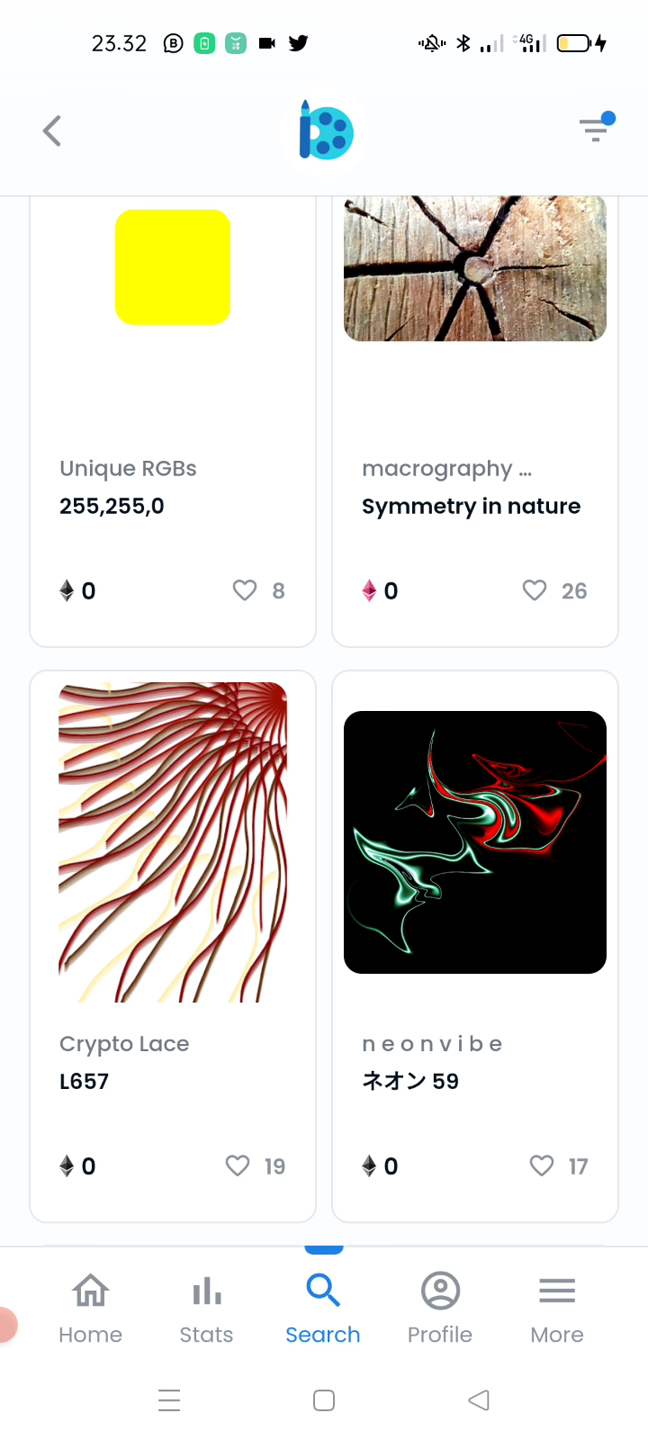 23.32
4G
Unique RGBs
255,255,0
0
8
macrography ...
Symmetry in nature
0
26
Crypto Lace
L657
0
19
n e o n v i b e
ネオン 59
0
17
Home
Stats
Search
Profile
More